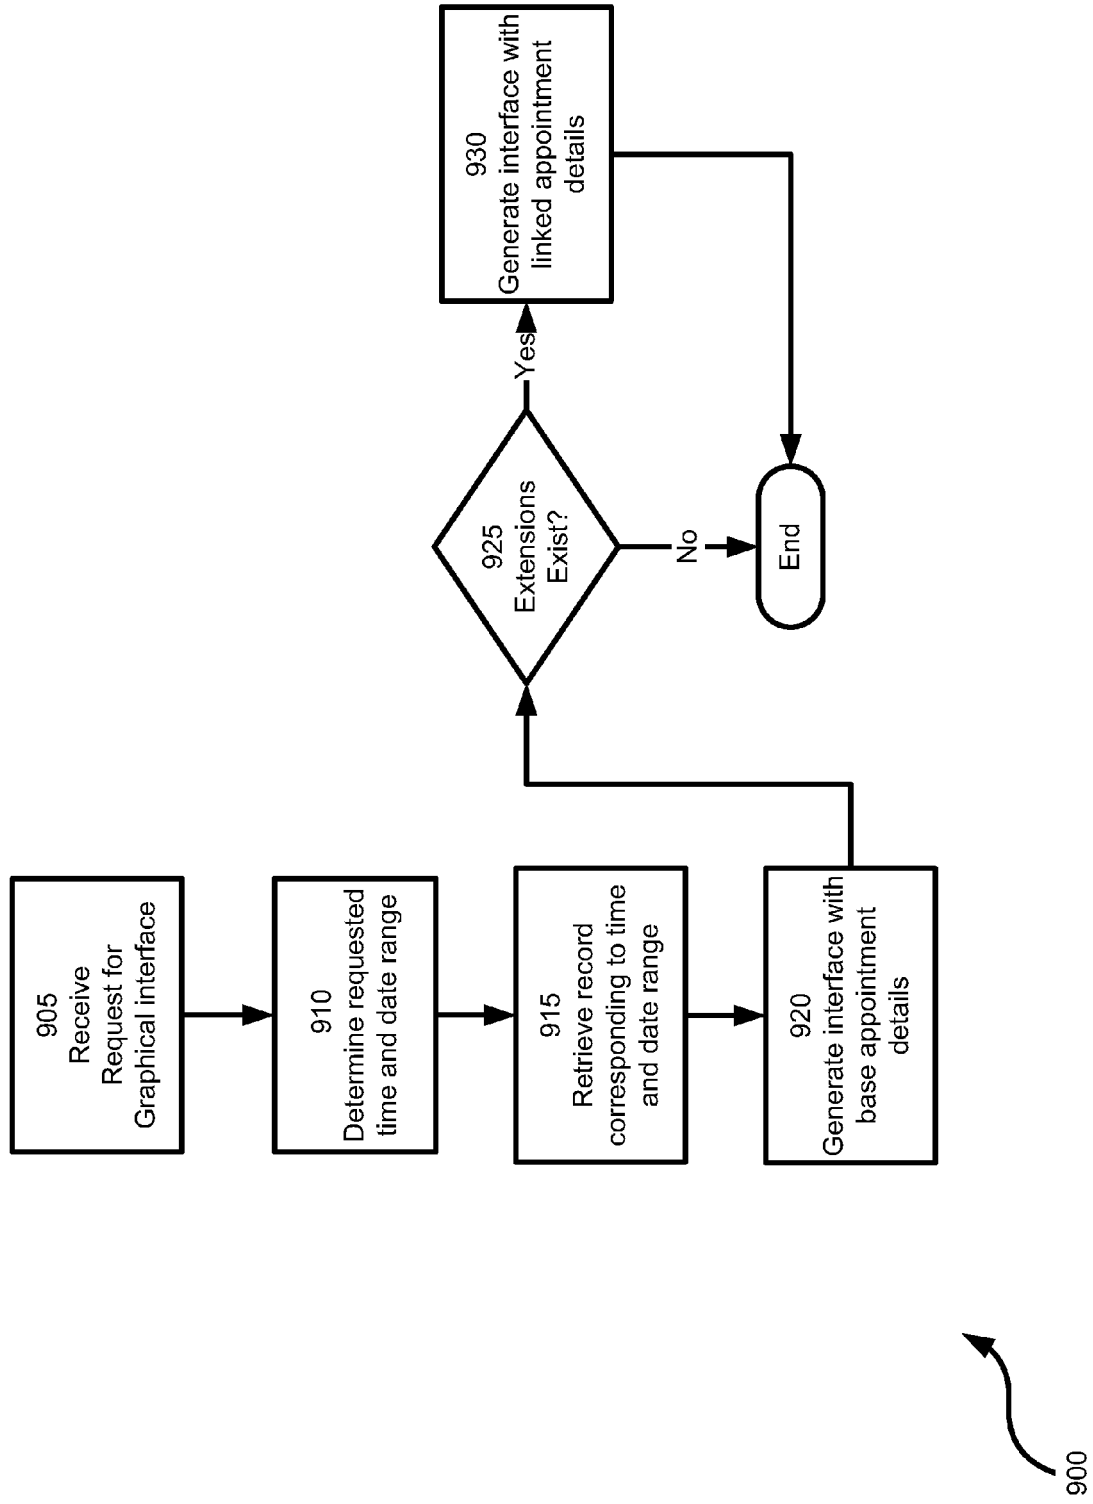 905
Receive
Request for
Graphical interface
910
Determine requested
time and date range
915
Retrieve record
corresponding to time
and date range
920
Generate interface with
base appointment
details
925
Extensions
Exist?
Yes
930
Generate interface with
linked appointment
details
No
End
900